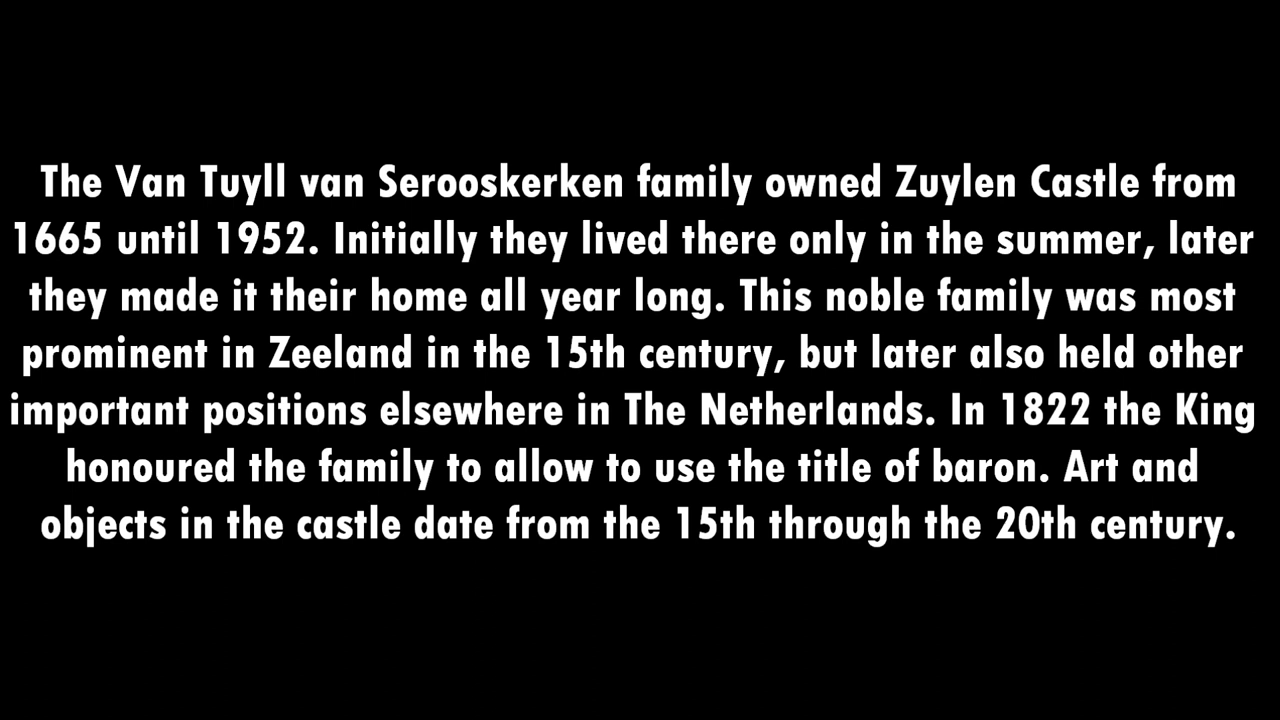 The Van Tuyll van Serooskerken family owned Zuylen Castle from
1665 until 1952. Initially they lived there only in the summer, later
they made it their home all year long. This noble family was most
prominent in Zeeland in the 15th century, but later also held other
important positions elsewhere in The Netherlands. In 1822 the King
honoured the family to allow to use the title of baron. Art and
objects in the castle date from the 15th through the 20th century.